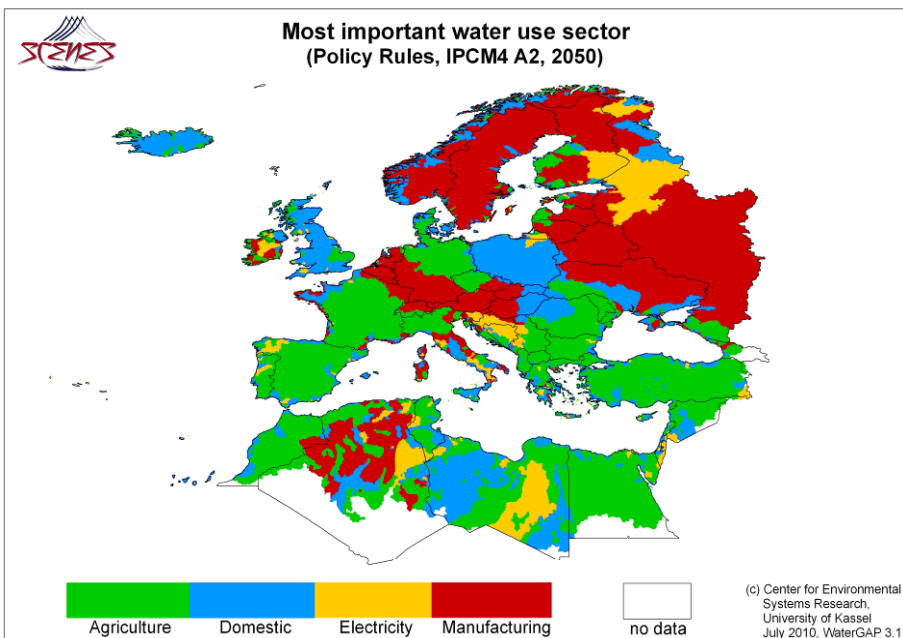 SCENES
Most important water use sector
(Policy Rules, IPCM4 A2, 2050)
Agriculture
Domestic
Electricity
Manufacturing
no data
(c) Center for Environmental
Systems Research,
University of Kassel
July 2010, WaterGAP 3.1